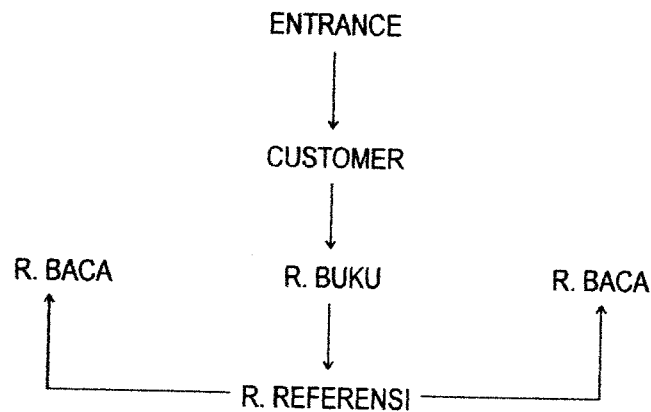 ENTRANCE
CUSTOMER
R. BACA
R. BUKU
R. BACA
R. REFERENSI